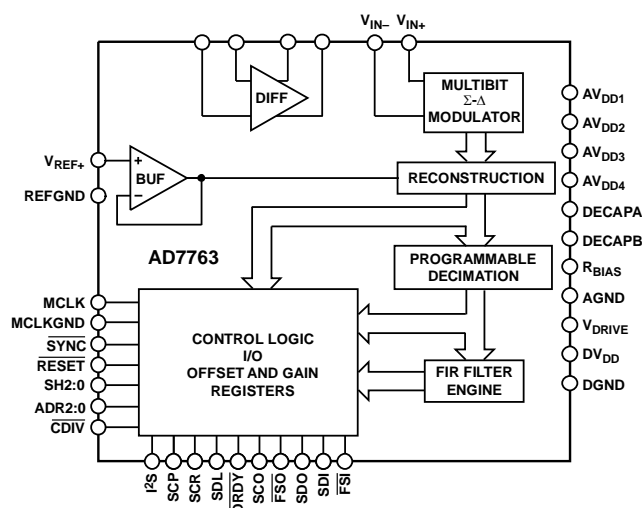 VIN– VIN+
DIFF
MULTIBIT
Σ-Δ
MODULATOR
VREF+
REFGND
+
–
BUF
RECONSTRUCTION
AD7763
PROGRAMMABLE
DECIMATION
CONTROL LOGIC
I/O
OFFSET AND GAIN
REGISTERS
FIR FILTER
ENGINE
MCLK
MCLKGND
SYNC
RESET
SH2:0
ADR2:0
CDIV
AVDD1
AVDD2
AVDD3
AVDD4
DECAPA
DECAPB
RBIAS
AGND
VDRIVE
DVDD
DGND
I2S
SCP
SCR
SDL
DRDY
SCO
FSO
SDO
SDI
FSI